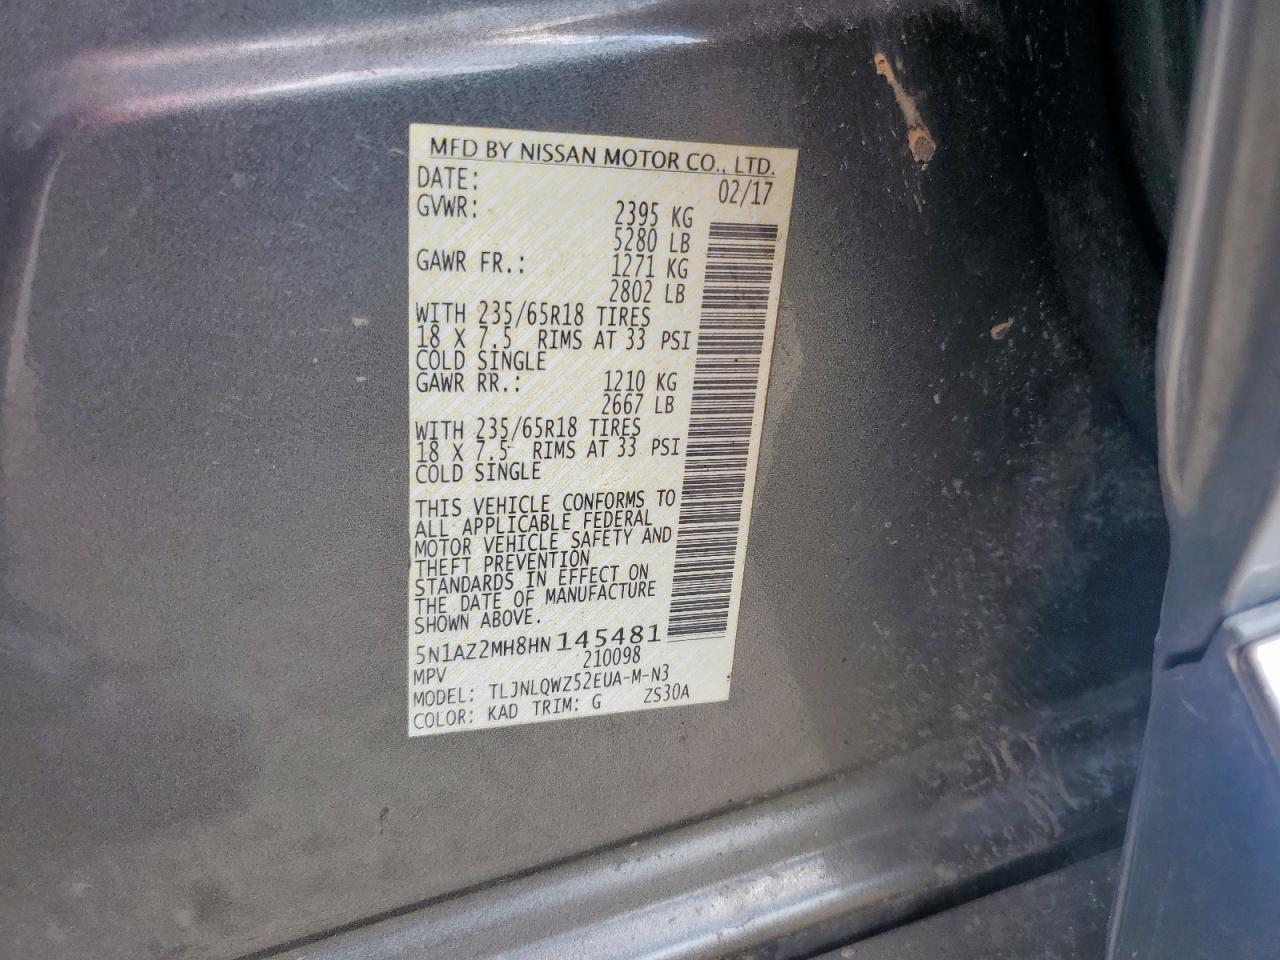 MFD BY NISSAN MOTOR CO., LTD.
DATE: 02/17
GVWR: 2395 KG
5280 LB
GAWR FR.: 1271 KG
2802 LB
WITH 235/65R18 TIRES
18 X 7.5 RIMS AT 33 PSI
COLD SINGLE
GAWR RR.: 1210 KG
2667 LB
WITH 235/65R18 TIRES
18 X 7.5 RIMS AT 33 PSI
COLD SINGLE
THIS VEHICLE CONFORMS TO
ALL APPLICABLE FEDERAL
MOTOR VEHICLE SAFETY AND
THEFT PREVENTION
STANDARDS IN EFFECT ON
THE DATE OF MANUFACTURE
SHOWN ABOVE.
5N1AZ2MH8HN145481
MPV 210098
MODEL: TLJNLQWZ52EUA-M-N3
COLOR: KAD TRIM: G ZS30A